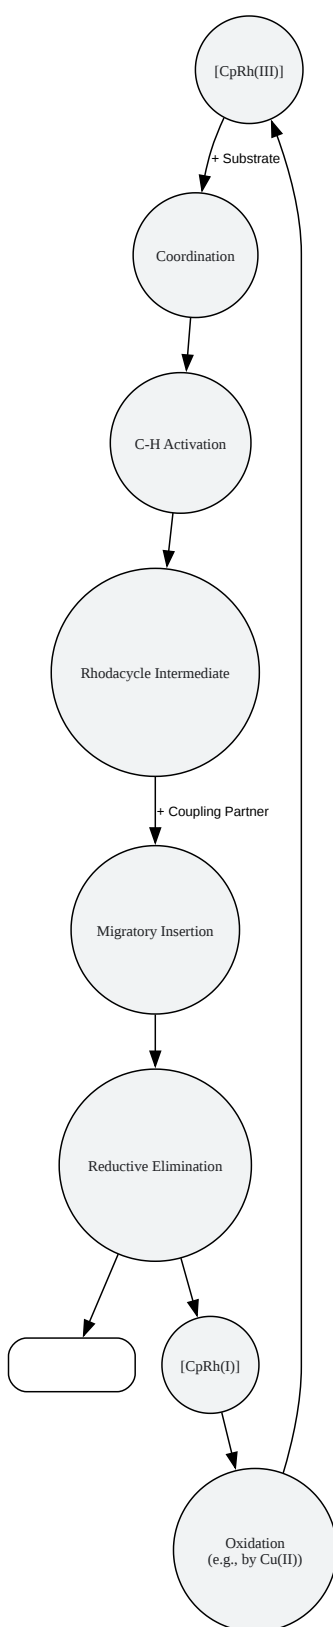 [CpRh(III)]
+ Substrate
Coordination
C-H Activation
Rhodacycle Intermediate
+ Coupling Partner
Migratory Insertion
Reductive Elimination
[CpRh(I)]
Oxidation
(e.g., by Cu(II))